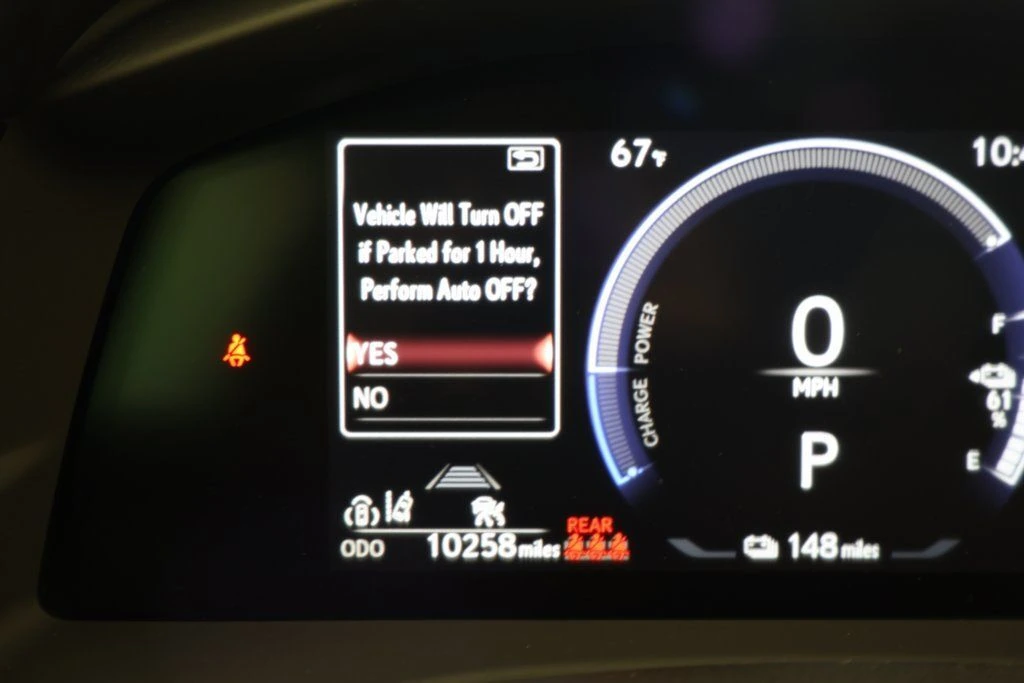 67°F
10:4
Vehicle Will Turn OFF
if Parked for 1 Hour,
Perform Auto OFF?
YES
NO
POWER
CHARGE
0
MPH
P
F
61
%
E
REAR
ODO 10258 miles
148 miles